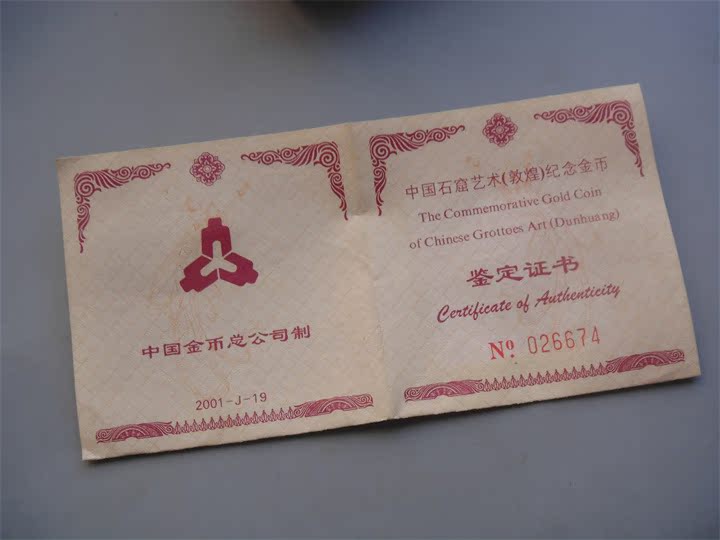 中国金币总公司制
2001-J-19
中国石窟艺术(敦煌)纪念金币
The Commemorative Gold Coin
of Chinese Grottoes Art (Dunhuang)
鉴定证书
Certificate of Authenticity
Nº 026674